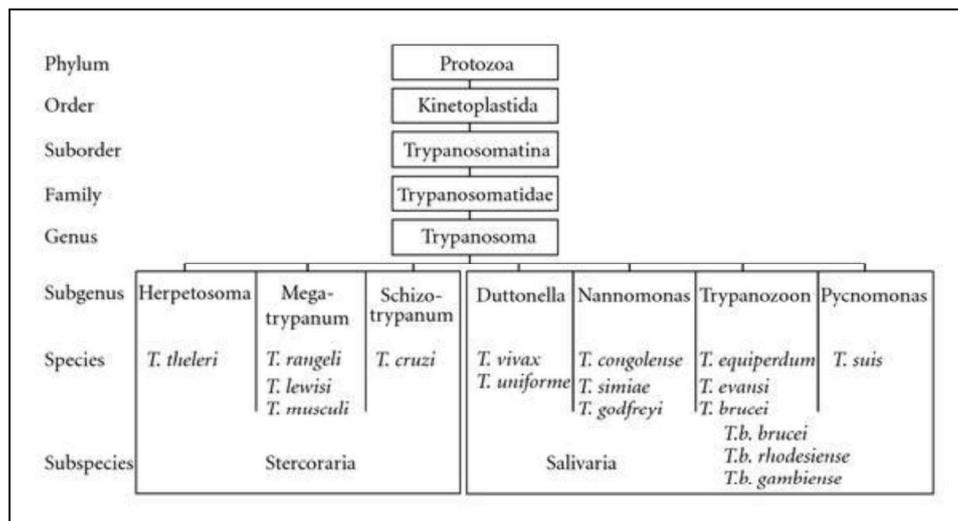 Phylum Protozoa
Order Kinetoplastida
Suborder Trypanosomatina
Family Trypanosomatidae
Genus Trypanosoma
Subgenus Herpetosoma Mega- Schizo- Duttonella Nannomonas Trypanozoon Pycnomonas
trypanum trypanum
Species T. theleri T. rangeli T. cruzi T. vivax T. congolense T. equiperdum T. suis
T. lewisi T. uniforme T. simiae T. evansi
T. musculi T. godfreyi T. brucei
T.b. brucei
Subspecies Stercoraria Salivaria T.b. rhodesiense
T.b. gambiense